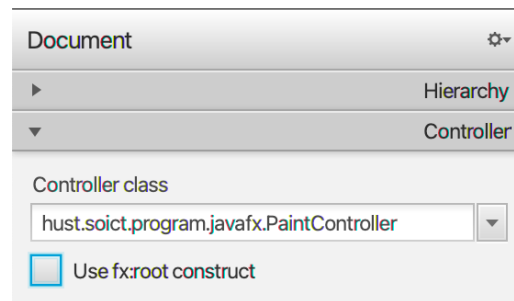 Document
Hierarchy
Controller
Controller class
hust.soict.program.javafx.PaintController
Use fx:root construct